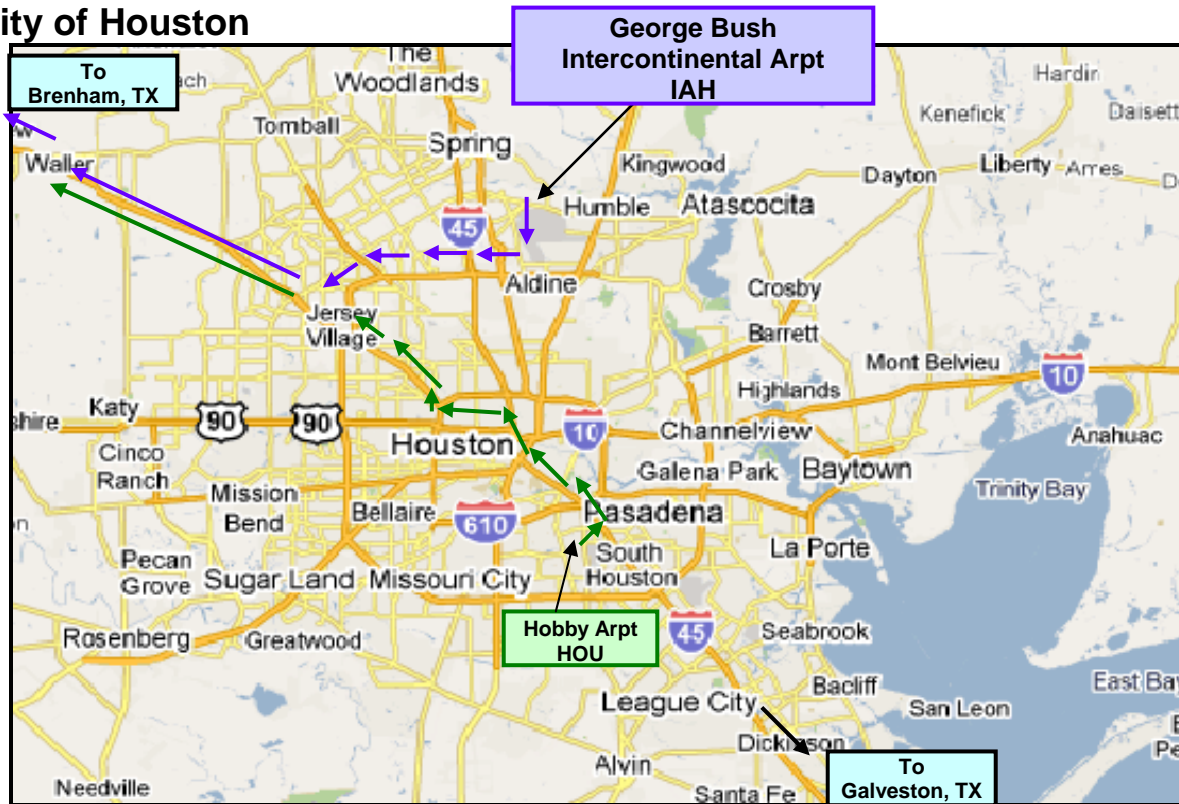 ity of Houston
George Bush
Intercontinental Arpt
IAH
To
Brenham, TX
ach
The
Woodlands
Tomball
Spring
Kingwood
Hardin
Kenefick
Daisett
Waller
Humble
Atascocita
Dayton
Liberty
Ames
45
Aldine
Crosby
Jersey
Village
Barrett
Mont Belvieu
Highlands
10
Katy
90
90
shire
Houston
10
Channelview
Anahuac
Cinco
Ranch
Galena Park
Baytown
Trinity Bay
Mission
Bend
Bellaire
610
Pasadena
La Porte
Pecan
Grove
Sugar Land
Missouri City
South
Houston
Hobby Arpt
HOU
45
Seabrook
Rosenberg
Greatwood
League City
Bacliff
San Leon
East Bay
Dickinson
Alvin
To
Galveston, TX
Needville
Santa Fe